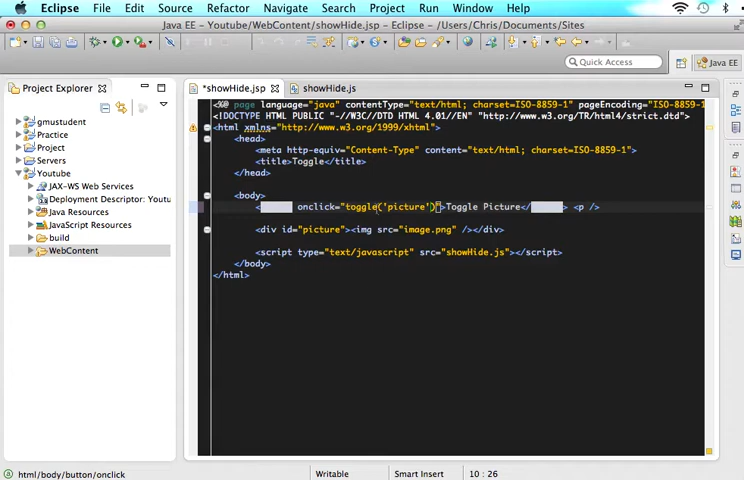 Eclipse File Edit Source Refactor Navigate Search Project Run Window Help
Java EE - Youtube/WebContent/showHide.jsp - Eclipse - /Users/Chris/Documents/Sites
Quick Access
Java EE
Project Explorer
*showHide.jsp
showHide.js
gmustudent
Practice
Project
Servers
Youtube
JAX-WS Web Services
Deployment Descriptor: Youtube
Java Resources
JavaScript Resources
build
WebContent
<%@ page language="java" contentType="text/html; charset=ISO-8859-1" pageEncoding="ISO-8859-1
<!DOCTYPE HTML PUBLIC "-//W3C//DTD HTML 4.01//EN" "http://www.w3.org/TR/html4/strict.dtd">
<html xmlns="http://www.w3.org/1999/xhtml">
<head>
<meta http-equiv="Content-Type" content="text/html; charset=ISO-8859-1">
<title>Toggle</title>
</head>
<body>
< onclick="toggle('picture')">Toggle Picture</ > <p />
<div id="picture"><img src="image.png" /></div>
<script type="text/javascript" src="showHide.js"></script>
</body>
</html>
html/body/button/onclick
Writable
Smart Insert
10 : 26